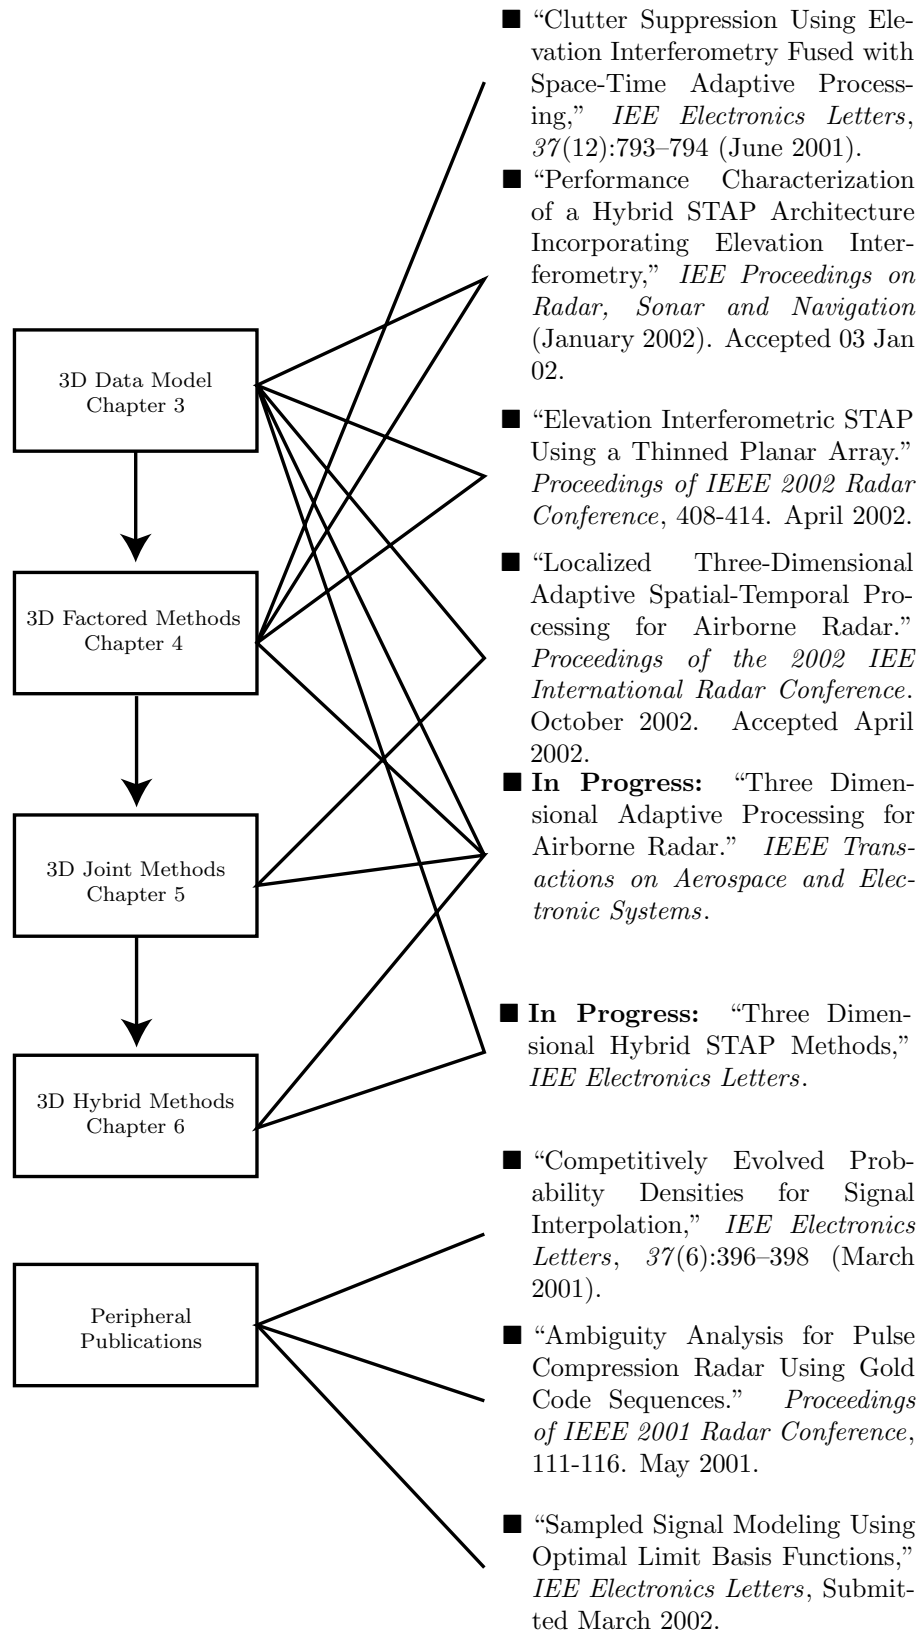 ■ “Clutter Suppression Using Ele-
vation Interferometry Fused with
Space-Time Adaptive Process-
ing,” IEE Electronics Letters,
37(12):793–794 (June 2001).
■ “Performance Characterization
of a Hybrid STAP Architecture
Incorporating Elevation Inter-
ferometry,” IEE Proceedings on
Radar, Sonar and Navigation
(January 2002). Accepted 03 Jan
02.
3D Data Model
Chapter 3
■ “Elevation Interferometric STAP
Using a Thinned Planar Array.”
Proceedings of IEEE 2002 Radar
Conference, 408-414. April 2002.
■ “Localized Three-Dimensional
Adaptive Spatial-Temporal Pro-
cessing for Airborne Radar.”
Proceedings of the 2002 IEE
International Radar Conference.
October 2002. Accepted April
2002.
3D Factored Methods
Chapter 4
■ In Progress: “Three Dimen-
sional Adaptive Processing for
Airborne Radar.” IEEE Trans-
actions on Aerospace and Elec-
tronic Systems.
3D Joint Methods
Chapter 5
■ In Progress: “Three Dimen-
sional Hybrid STAP Methods,”
IEE Electronics Letters.
3D Hybrid Methods
Chapter 6
■ “Competitively Evolved Prob-
ability Densities for Signal
Interpolation,” IEE Electronics
Letters, 37(6):396–398 (March
2001).
Peripheral
Publications
■ “Ambiguity Analysis for Pulse
Compression Radar Using Gold
Code Sequences.” Proceedings
of IEEE 2001 Radar Conference,
111-116. May 2001.
■ “Sampled Signal Modeling Using
Optimal Limit Basis Functions,”
IEE Electronics Letters, Submit-
ted March 2002.